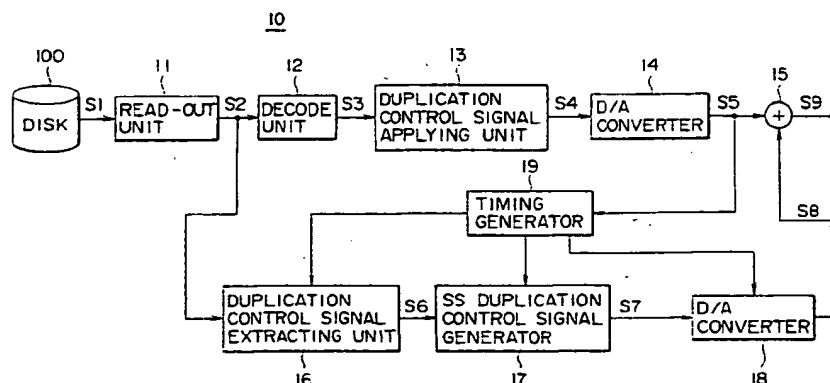 10
100
11
12
13
14
15
S1
S2
S3
S4
S5
S9
DISK
READ-OUT
UNIT
DECODE
UNIT
DUPLICATION
CONTROL SIGNAL
APPLYING UNIT
D/A
CONVERTER
+
19
TIMING
GENERATOR
S8
DUPLICATION
CONTROL SIGNAL
EXTRACTING UNIT
S6
SS DUPLICATION
CONTROL SIGNAL
GENERATOR
S7
D/A
CONVERTER
16
17
18